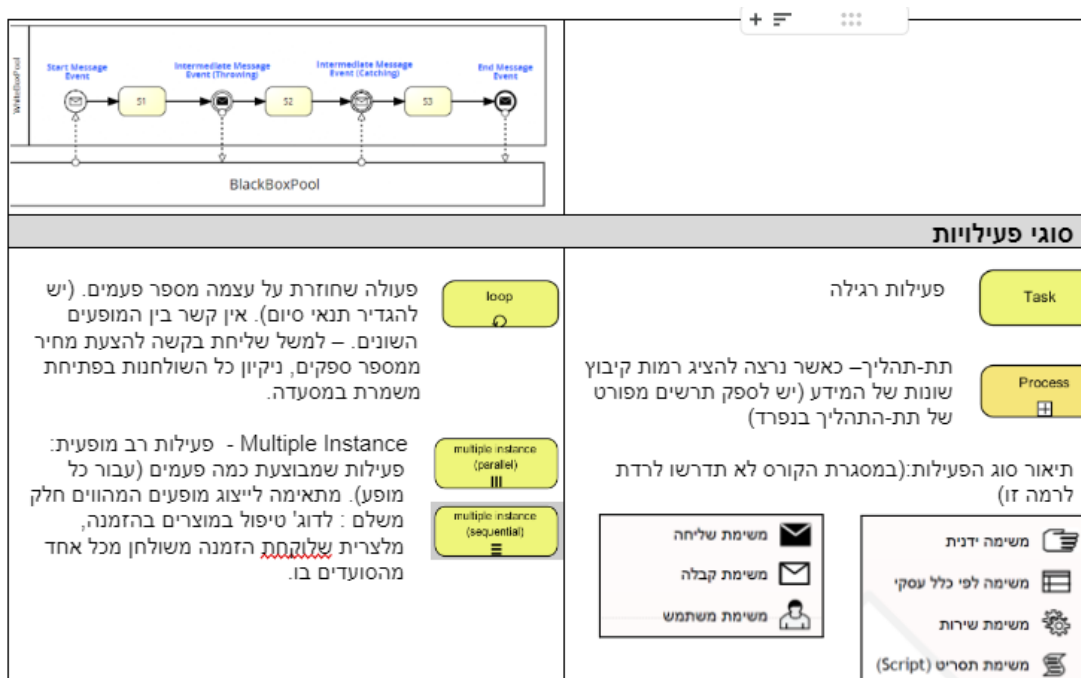 WhiteBoxPool
Start Message
Event
Intermediate Message
Event (Throwing)
Intermediate Message
Event (Catching)
End Message
Event
S1
S2
S3
BlackBoxPool
סוגי פעילויות
Task
פעילות רגילה
Process
תת-תהליך– כאשר נרצה להציג רמות קיבוץ
שונות של המידע (יש לספק תרשים מפורט
של תת-התהליך בנפרד)
תיאור סוג הפעילות:(במסגרת הקורס לא תדרשו לרדת
לרמה זו)
משימה ידנית
משימה לפי כלל עסקי
משימת שירות
משימת תסריט (Script)
משימת שליחה
משימת קבלה
משימת משתמש
loop
פעולה שחוזרת על עצמה מספר פעמים. (יש
להגדיר תנאי סיום). אין קשר בין המופעים
השונים. – למשל שליחת בקשה להצעת מחיר
ממספר ספקים, ניקיון כל השולחנות בפתיחת
משמרת במסעדה.
multiple instance
(parallel)
multiple instance
(sequential)
Multiple Instance - פעילות רב מופעית:
פעילות שמבוצעת כמה פעמים (עבור כל
מופע). מתאימה לייצוג מופעים המהווים חלק
משלם : לדוג' טיפול במוצרים בהזמנה,
מלצרית שלוקחת הזמנה משולחן מכל אחד
מהסועדים בו.